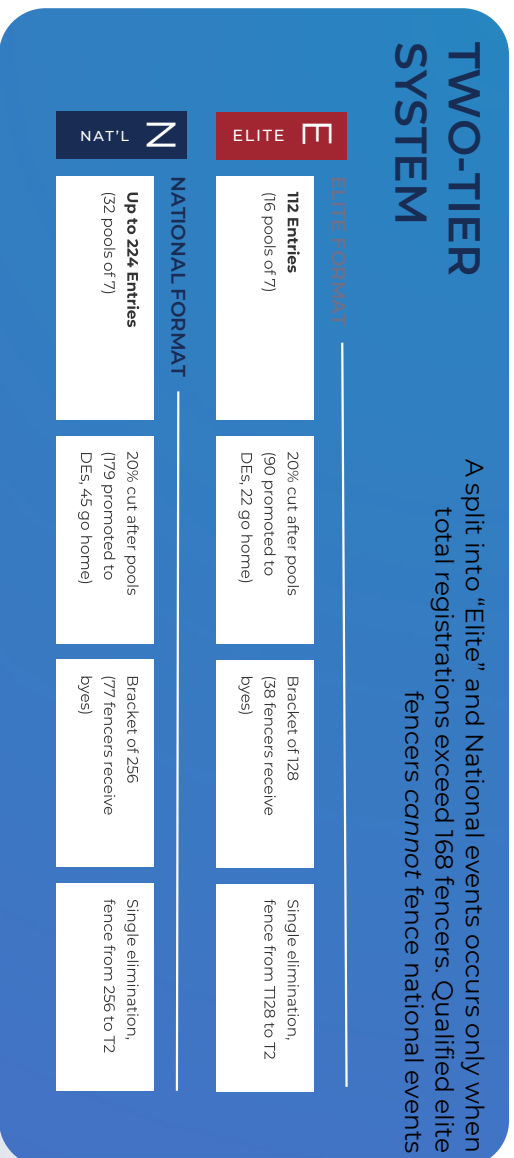 TWO-TIER
SYSTEM
A split into “Elite” and National events occurs only when
total registrations exceed 168 fencers. Qualified elite
fencers cannot fence national events
E
ELITE
ELITE FORMAT
112 Entries
(16 pools of 7)
20% cut after pools
(90 promoted to
DEs, 22 go home)
Bracket of 128
(38 fencers receive
byes)
Single elimination,
fence from T128 to T2
N
NAT’L
NATIONAL FORMAT
Up to 224 Entries
(32 pools of 7)
20% cut after pools
(179 promoted to
DEs, 45 go home)
Bracket of 256
(77 fencers receive
byes)
Single elimination,
fence from 256 to T2